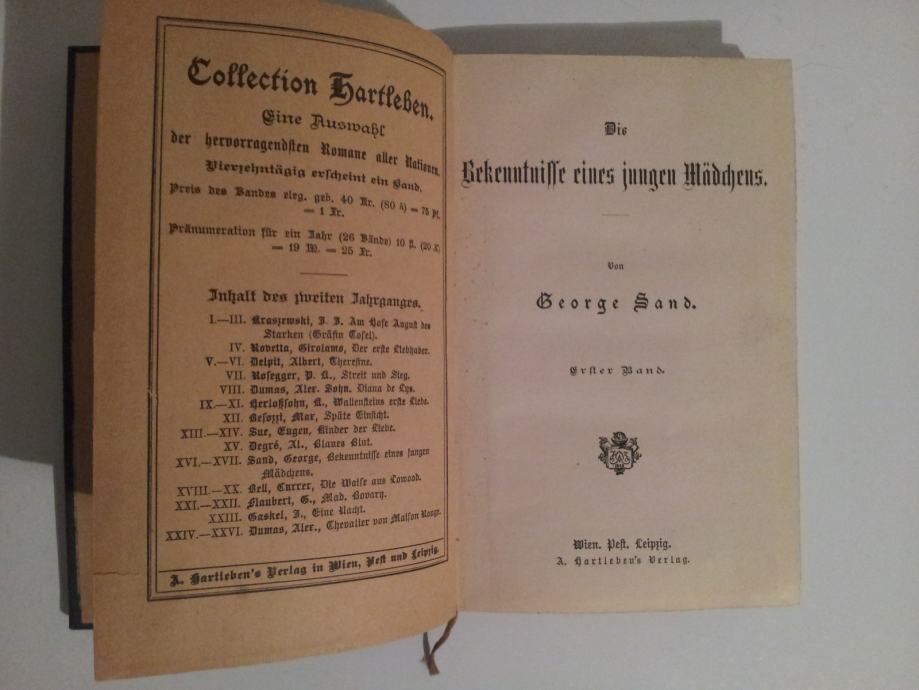 Collection Hartleben.
Eine Auswahl
der hervorragendsten Romane aller Nationen.
Vierzehntägig erscheint ein Band.
Preis des Bandes eleg. geb. 40 Kr. (80 h) = 75 Pf.
= 1 Fr.
Pränumeration für ein Jahr (26 Bände) 10 fl. (20 K)
= 19 M. = 25 Fr.
Inhalt des zweiten Jahrganges.
I.—III. Kraszewski, J. I. Am Hofe August des
Starken (Gräfin Cosel).
IV. Rovetta, Girolamo, Der erste Liebhaber.
V.—VI. Delpit, Albert, Theresine.
VII. Rosegger, P. K., Streit und Sieg.
VIII. Dumas, Alex. Sohn. Diana de Lys.
IX.—XI. Herloßsohn, K., Wallensteins erste Liebe.
XII. Besozzi, Max, Späte Einsicht.
XIII.—XIV. Sue, Eugen, Kinder der Liebe.
XV. Degré, Al., Blaues Blut.
XVI.—XVII. Sand, George, Bekenntnisse eines jungen
Mädchens.
XVIII.—XX. Bell, Currer, Die Waise aus Lowood.
XXI.—XXII. Flaubert, G., Mad. Bovary.
XXIII. Gaskel, J., Eine Nacht.
XXIV.—XXVI. Dumas, Alex., Chevalier von Maison Rouge.
A. Hartleben's Verlag in Wien, Pest und Leipzig.
Die
Bekenntnisse eines jungen Mädchens.
Von
George Sand.
Erster Band.
Wien. Pest. Leipzig.
A. Hartleben's Verlag.